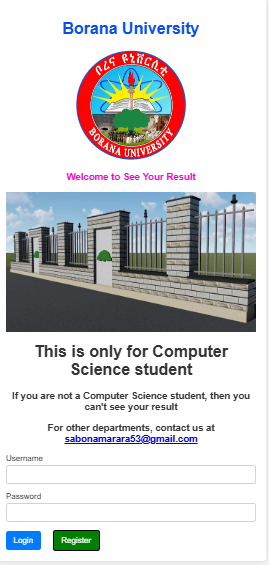 Borana University
ቦረና ዩኒቨርሲቲ
BORANA UNIVERSITY
Welcome to See Your Result
This is only for Computer
Science student
If you are not a Computer Science student, then you
can't see your result
For other departments, contact us at
sabonamarara53@gmail.com
Username
Password
Login
Register